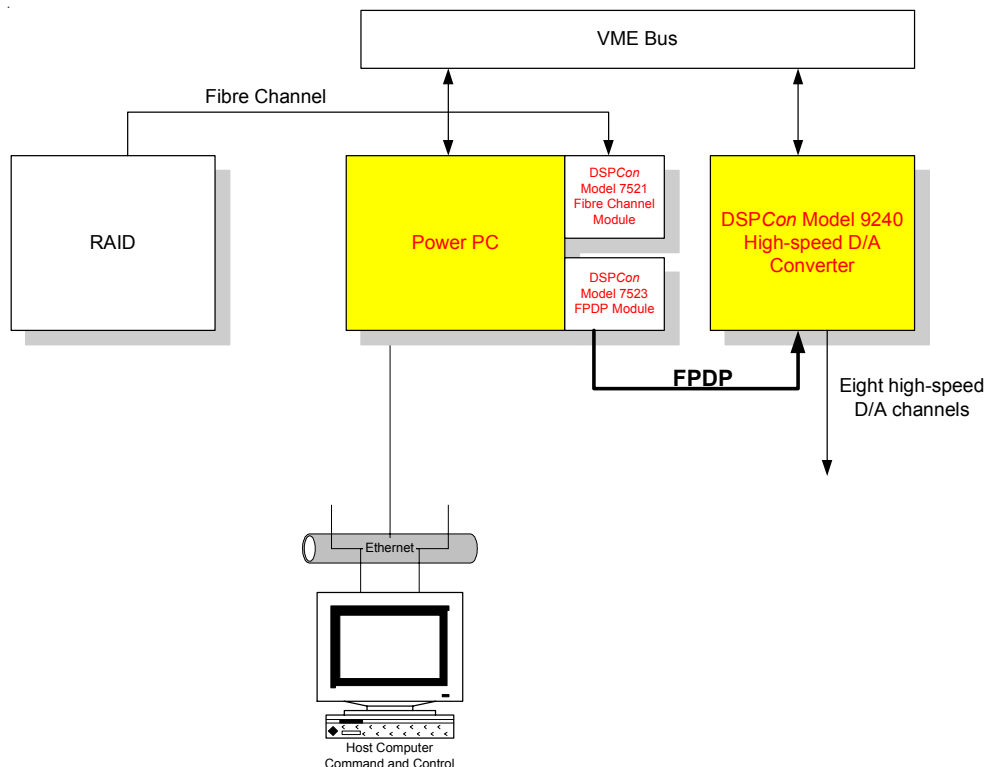 VME Bus
Fibre Channel
RAID
Power PC
DSPCon
Model 7521
Fibre Channel
Module
DSPCon
Model 7523
FPDP Module
DSPCon Model 9240
High-speed D/A
Converter
FPDP
Eight high-speed
D/A channels
Ethernet
Host Computer
Command and Control